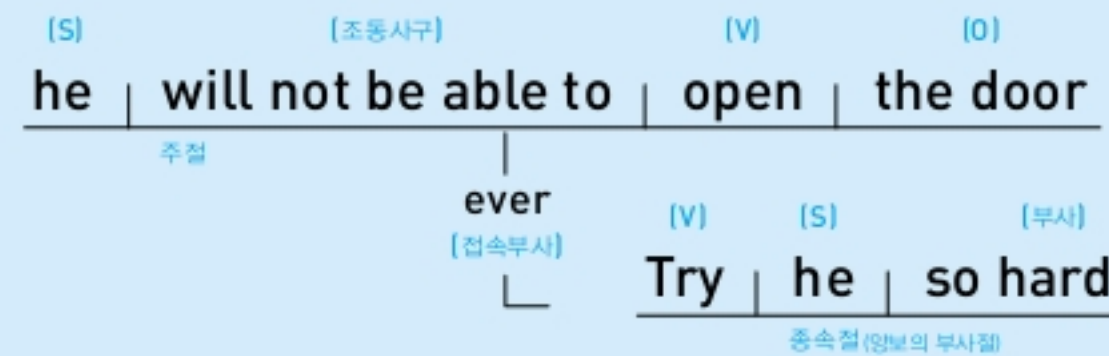 (S) (조동사구) (V) (O)
he will not be able to open the door
주절
ever
(접속부사)
(V) (S) (부사)
Try he so hard
종속절(양보의 부사절)